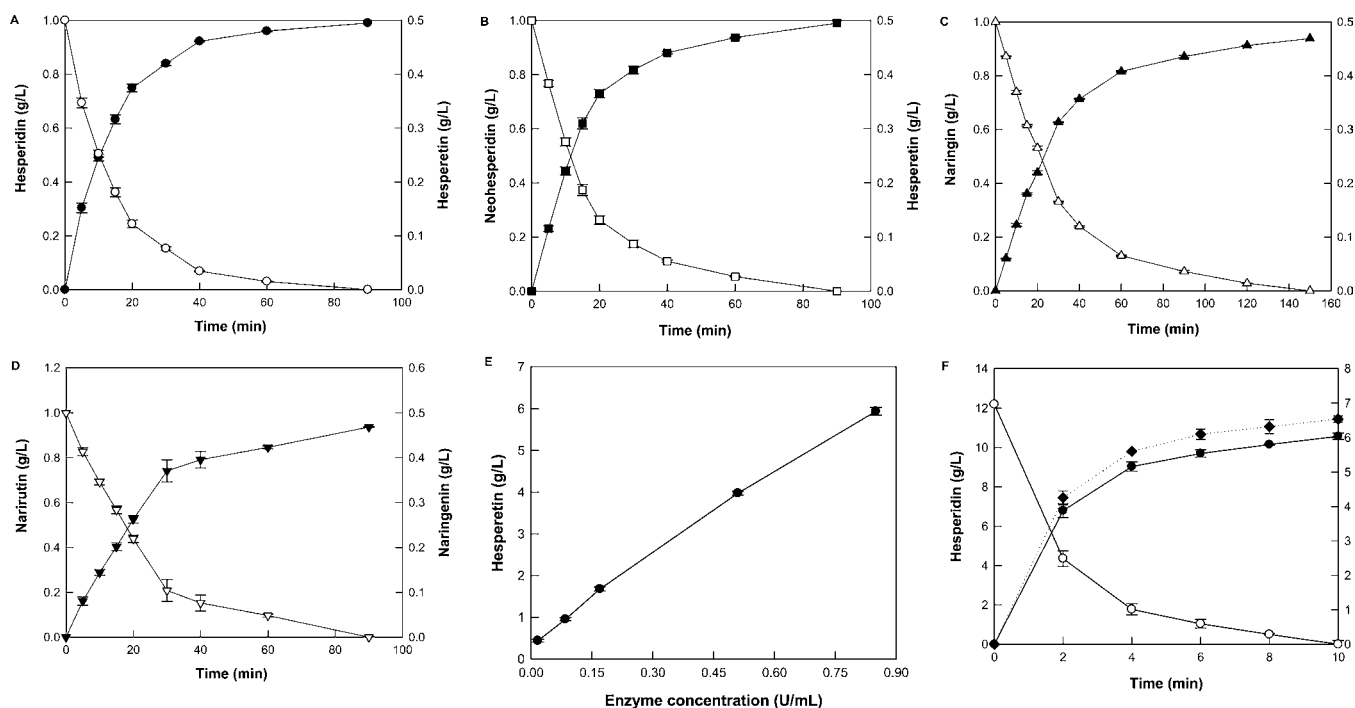 A
Hesperidin (g/L)
1.0
0.8
0.6
0.4
0.2
0.0
0.5
0.4
0.3
0.2
0.1
0.0
Hesperetin (g/L)
0 20 40 60 80 100
Time (min)
B
Neohesperidin (g/L)
1.0
0.8
0.6
0.4
0.2
0.0
0.5
0.4
0.3
0.2
0.1
0.0
Hesperetin (g/L)
0 20 40 60 80 100
Time (min)
C
Naringin (g/L)
1.0
0.8
0.6
0.4
0.2
0.0
0.5
0.4
0.3
0.2
0.1
0.0
0 20 40 60 80 100 120 140 160
Time (min)
D
Narirutin (g/L)
1.2
1.0
0.8
0.6
0.4
0.2
0.0
0.6
0.5
0.4
0.3
0.2
0.1
0.0
Naringenin (g/L)
0 20 40 60 80 100
Time (min)
E
Hesperetin (g/L)
7
6
5
4
3
2
1
0
0.00 0.15 0.30 0.45 0.60 0.75 0.90
Enzyme concentration (U/mL)
F
Hesperidin (g/L)
14
12
10
8
6
4
2
0
8
7
6
5
4
3
2
1
0
0 2 4 6 8 10
Time (min)